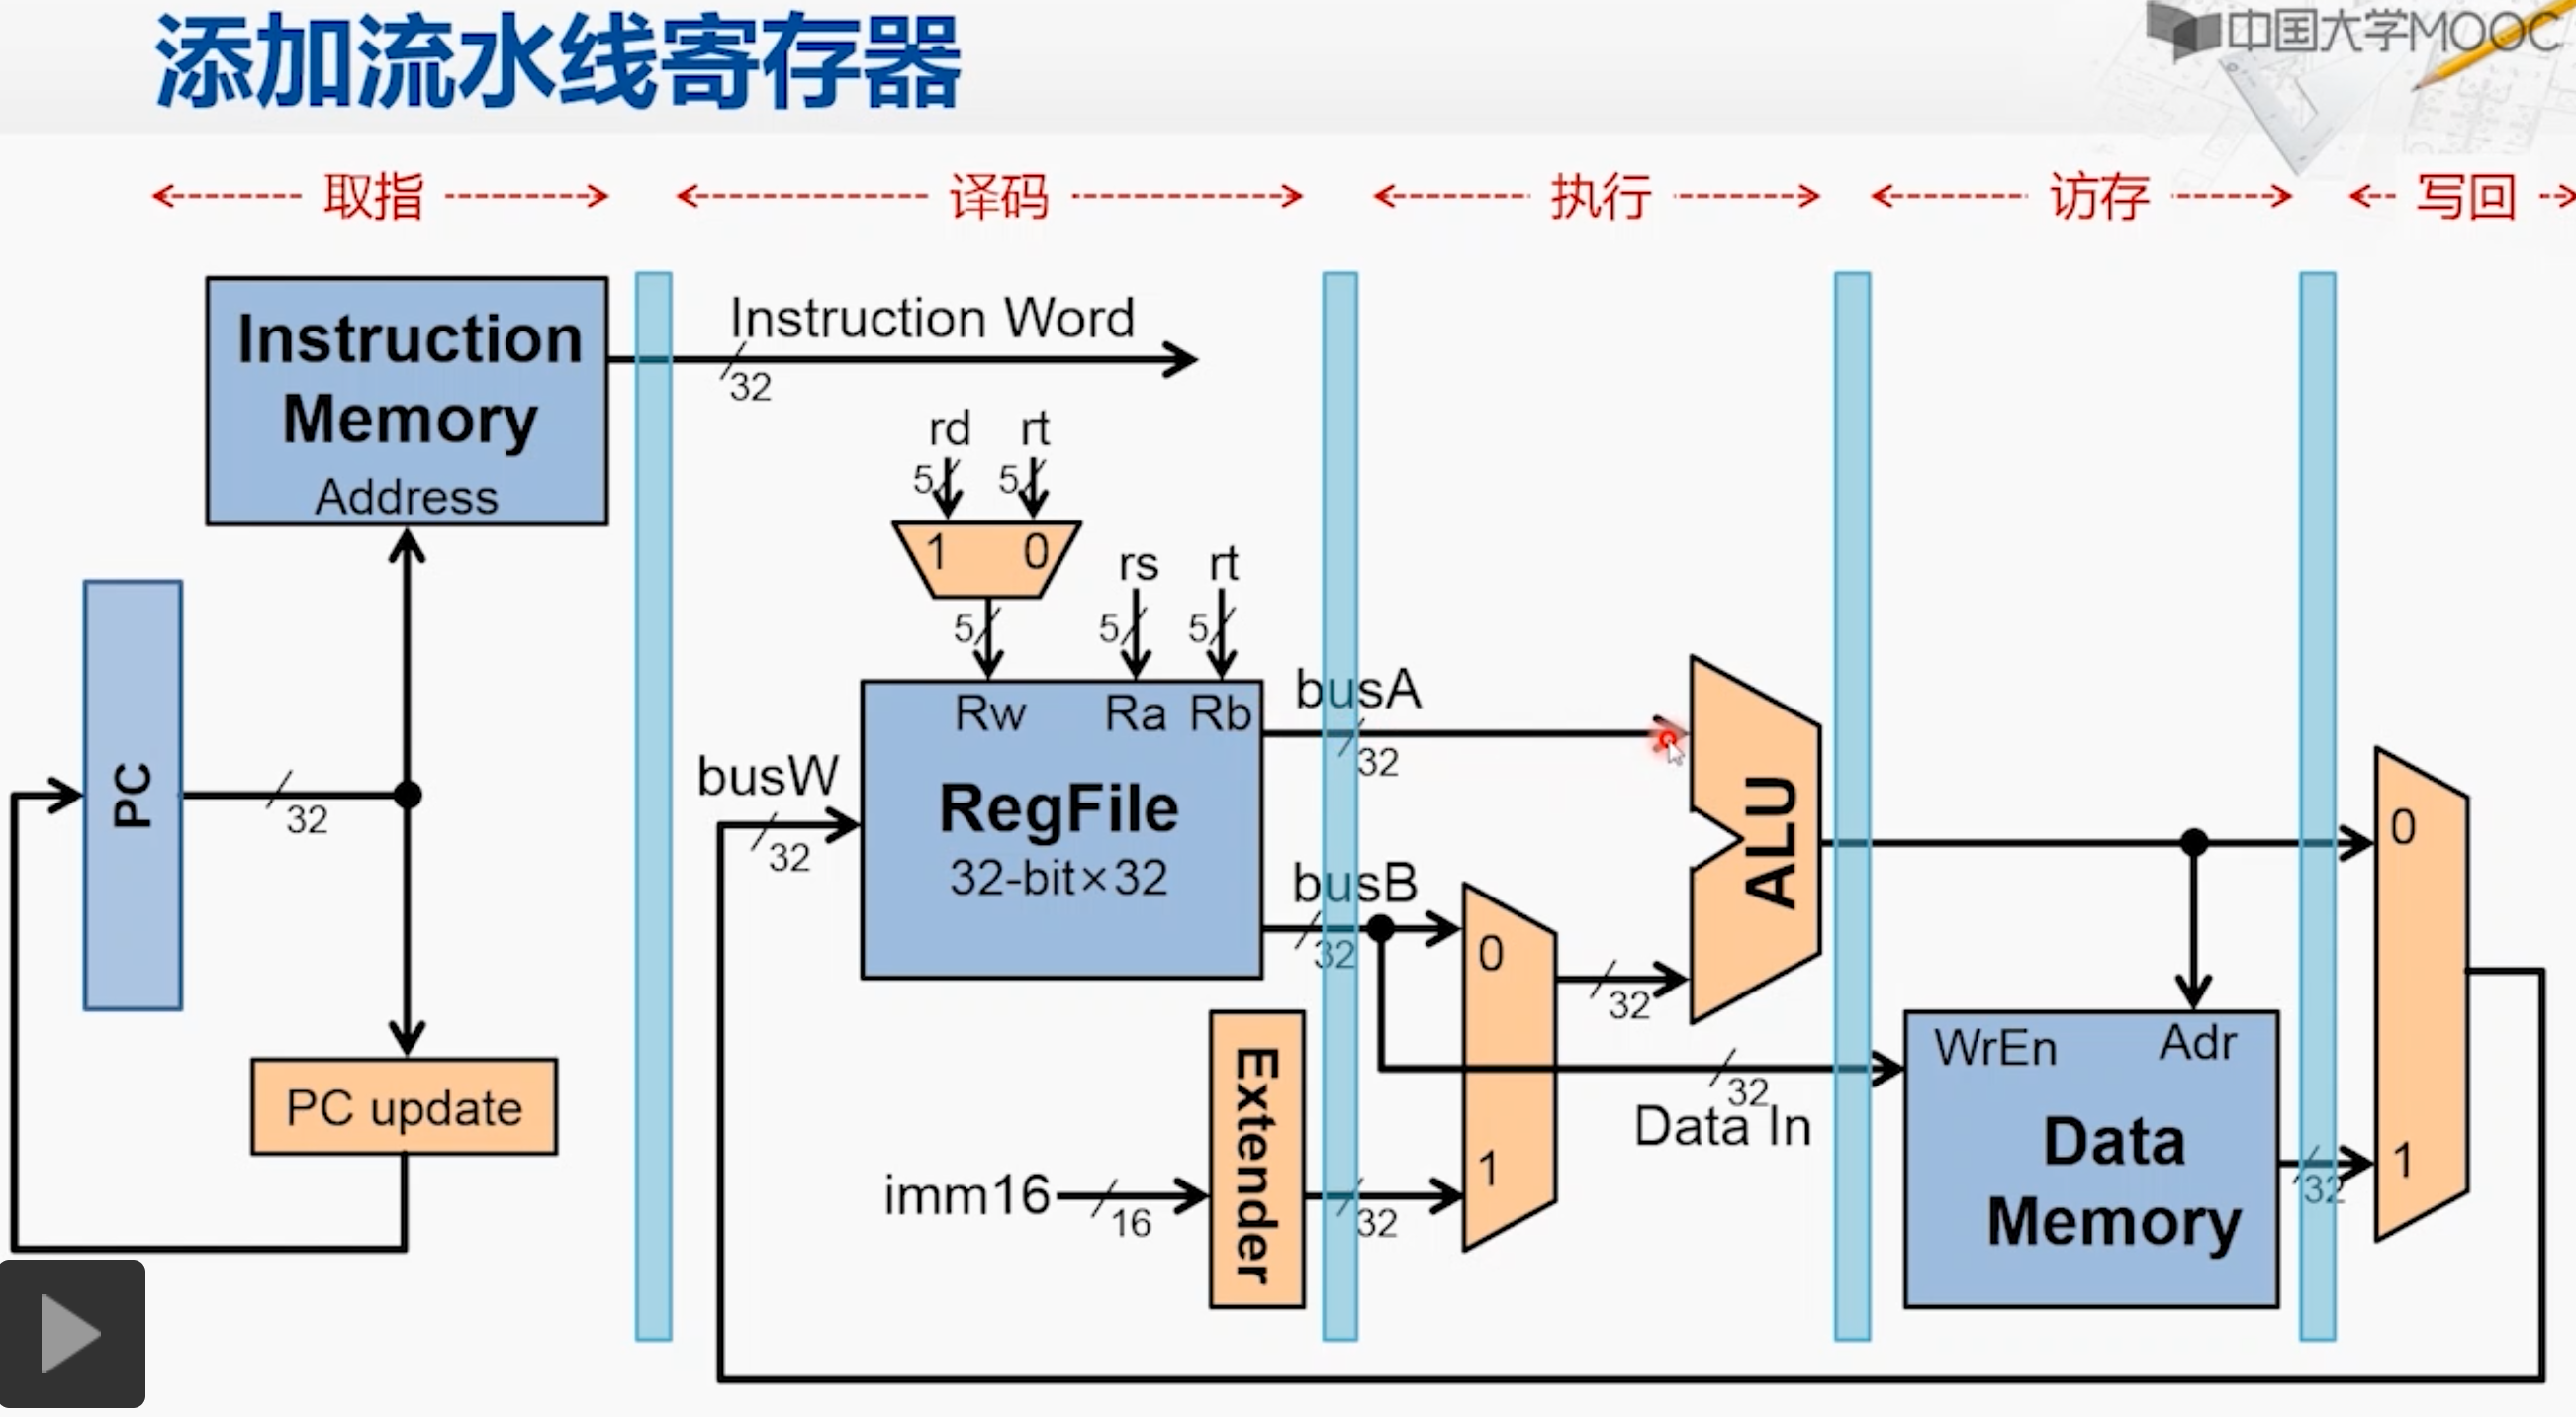 添加流水线寄存器
中国大学MOOC
取指
译码
执行
访存
写回
Instruction
Memory
Address
Instruction Word
32
rd
rt
5
5
1
0
rs
rt
5
5
5
PC
32
PC update
Rw
Ra
Rb
RegFile
32-bit×32
busW
32
busA
32
busB
32
imm16
16
Extender
32
0
1
32
ALU
32
Data In
WrEn
Adr
Data
Memory
32
0
1